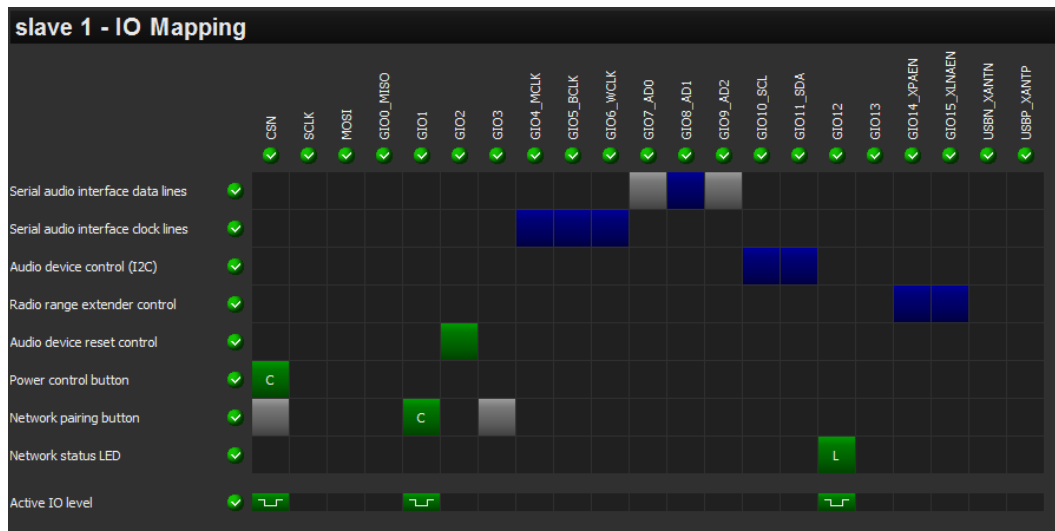 slave 1 - IO Mapping
CSN
SCLK
MOSI
GIO0_MISO
GIO1
GIO2
GIO3
GIO4_MCLK
GIO5_BCLK
GIO6_WCLK
GIO7_AD0
GIO8_AD1
GIO9_AD2
GIO10_SCL
GIO11_SDA
GIO12
GIO13
GIO14_XPAEN
GIO15_XLNAEN
USBN_XANTN
USBP_XANTP
Serial audio interface data lines
Serial audio interface clock lines
Audio device control (I2C)
Radio range extender control
Audio device reset control
Power control button C
Network pairing button C
Network status LED L
Active IO level